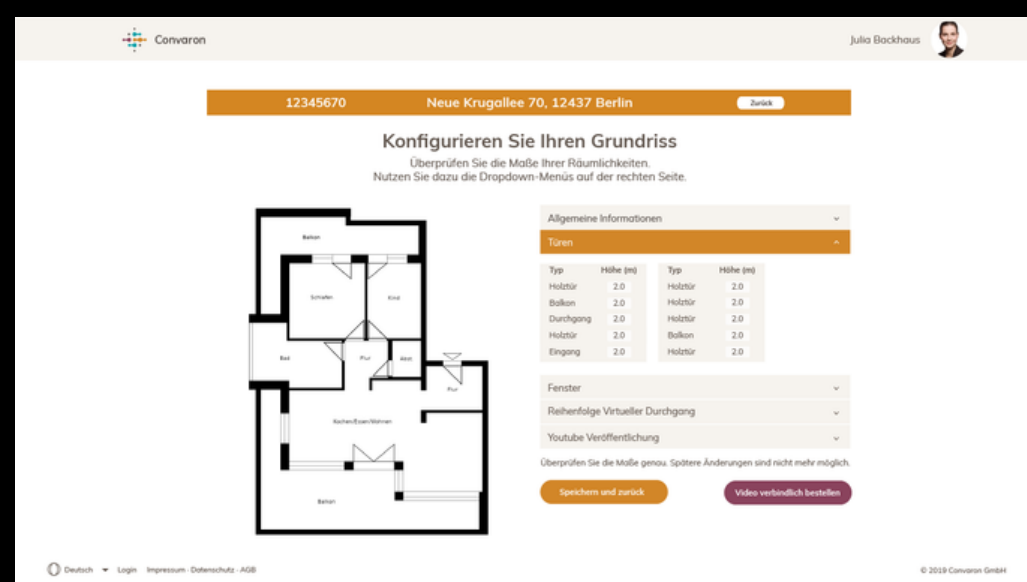 Convaron
Julia Backhaus
12345670 Neue Krugallee 70, 12437 Berlin Zurück
Konfigurieren Sie Ihren Grundriss
Überprüfen Sie die Maße Ihrer Räumlichkeiten.
Nutzen Sie dazu die Dropdown-Menüs auf der rechten Seite.
Balkon
Schlafen
Kind
Bad
Flur
Abst.
Flur
Kochen/Essen/Wohnen
Balkon
Allgemeine Informationen
Türen
Typ Höhe (m) Typ Höhe (m)
Holztür 2.0 Holztür 2.0
Balkon 2.0 Holztür 2.0
Durchgang 2.0 Holztür 2.0
Holztür 2.0 Balkon 2.0
Eingang 2.0 Holztür 2.0
Fenster
Reihenfolge Virtueller Durchgang
Youtube Veröffentlichung
Überprüfen Sie die Maße genau. Spätere Änderungen sind nicht mehr möglich.
Speichern und zurück
Video verbindlich bestellen
Deutsch Login Impressum · Datenschutz · AGB
© 2019 Convaron GmbH